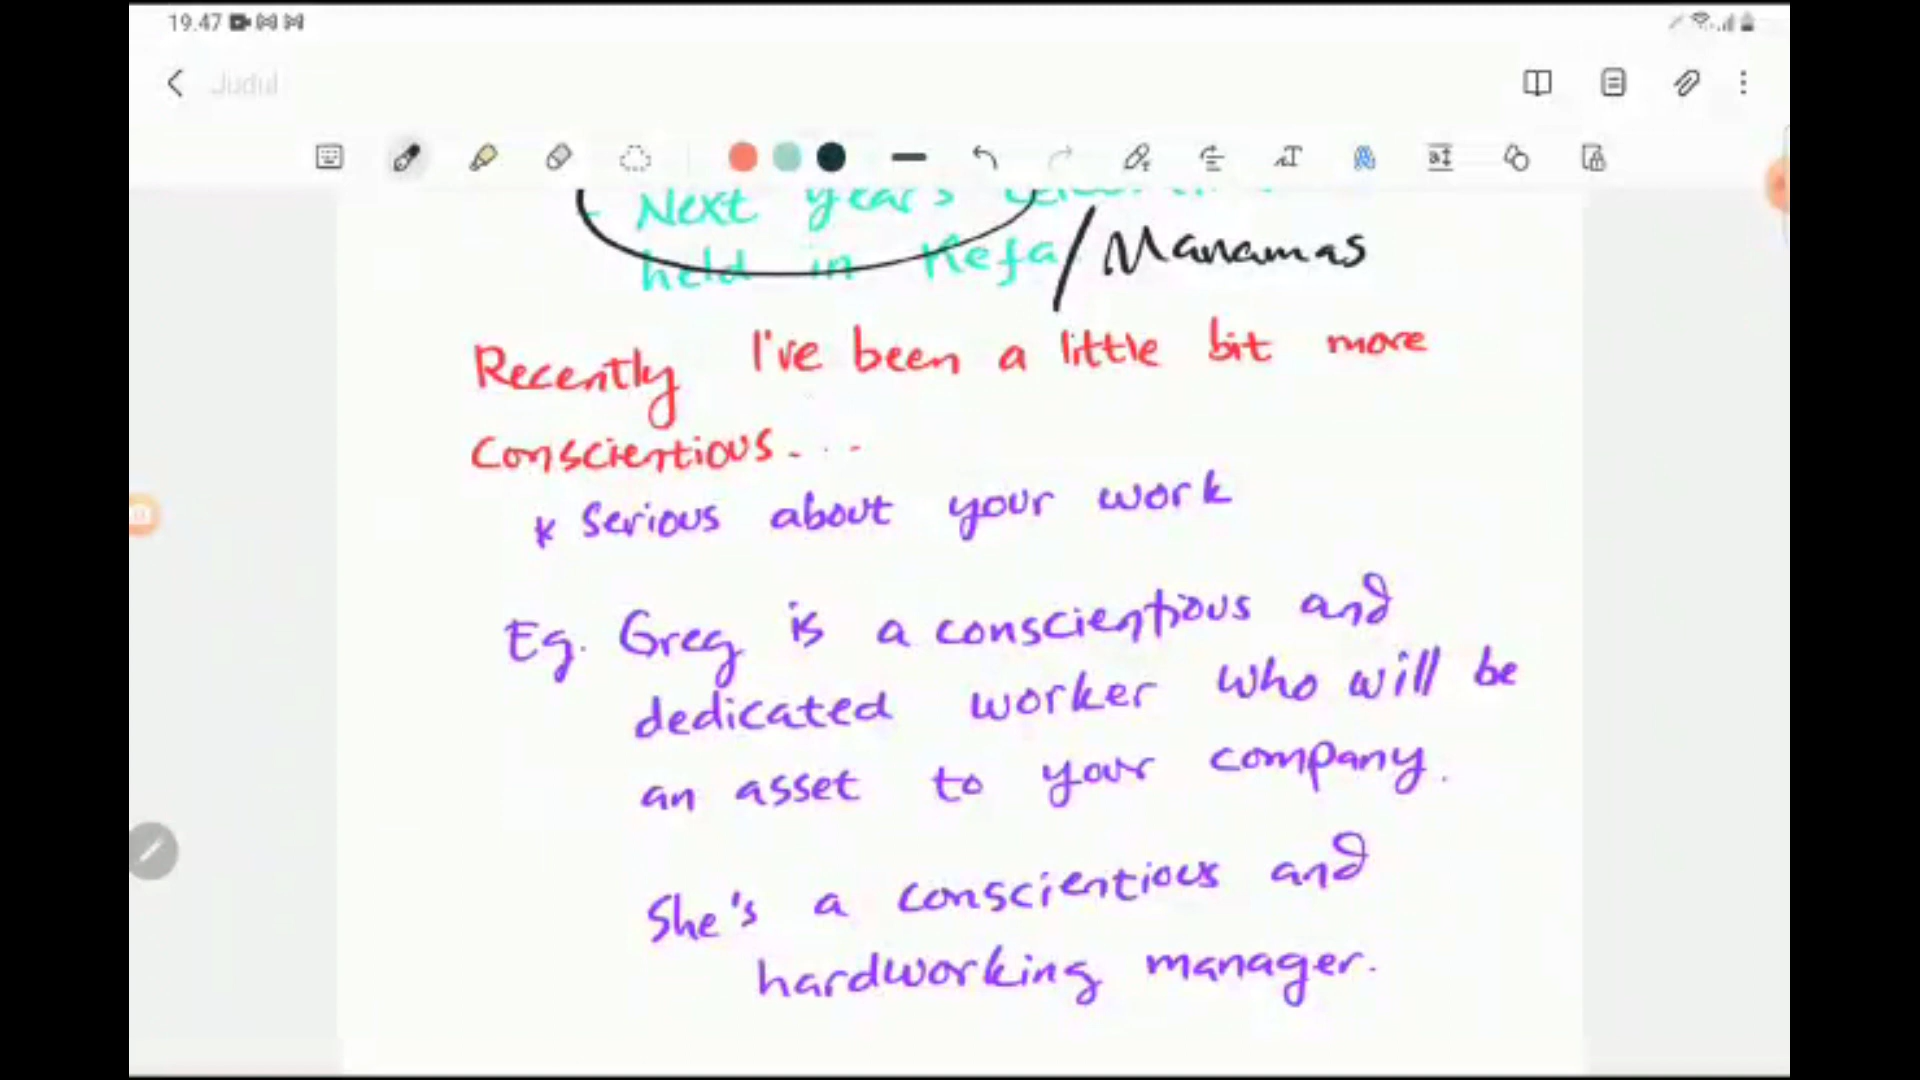 19.47
Judul
Next years
held in Kefa / Manamas
Recently I've been a little bit more
conscientious....
* Serious about your work
Eg. Greg is a conscientious and
dedicated worker who will be
an asset to your company.
She's a conscientious and
hardworking manager.